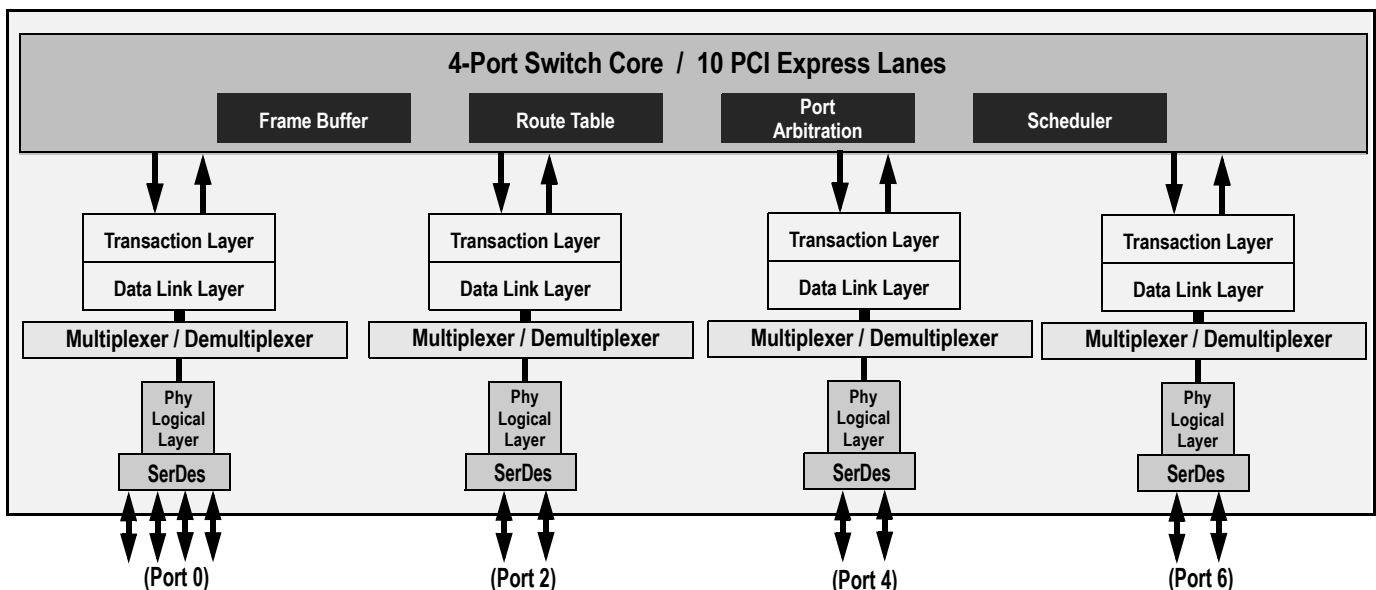 4-Port Switch Core / 10 PCI Express Lanes
Frame Buffer
Route Table
Port
Arbitration
Scheduler
Transaction Layer
Data Link Layer
Multiplexer / Demultiplexer
Phy
Logical
Layer
SerDes
(Port 0)
Transaction Layer
Data Link Layer
Multiplexer / Demultiplexer
Phy
Logical
Layer
SerDes
(Port 2)
Transaction Layer
Data Link Layer
Multiplexer / Demultiplexer
Phy
Logical
Layer
SerDes
(Port 4)
Transaction Layer
Data Link Layer
Multiplexer / Demultiplexer
Phy
Logical
Layer
SerDes
(Port 6)